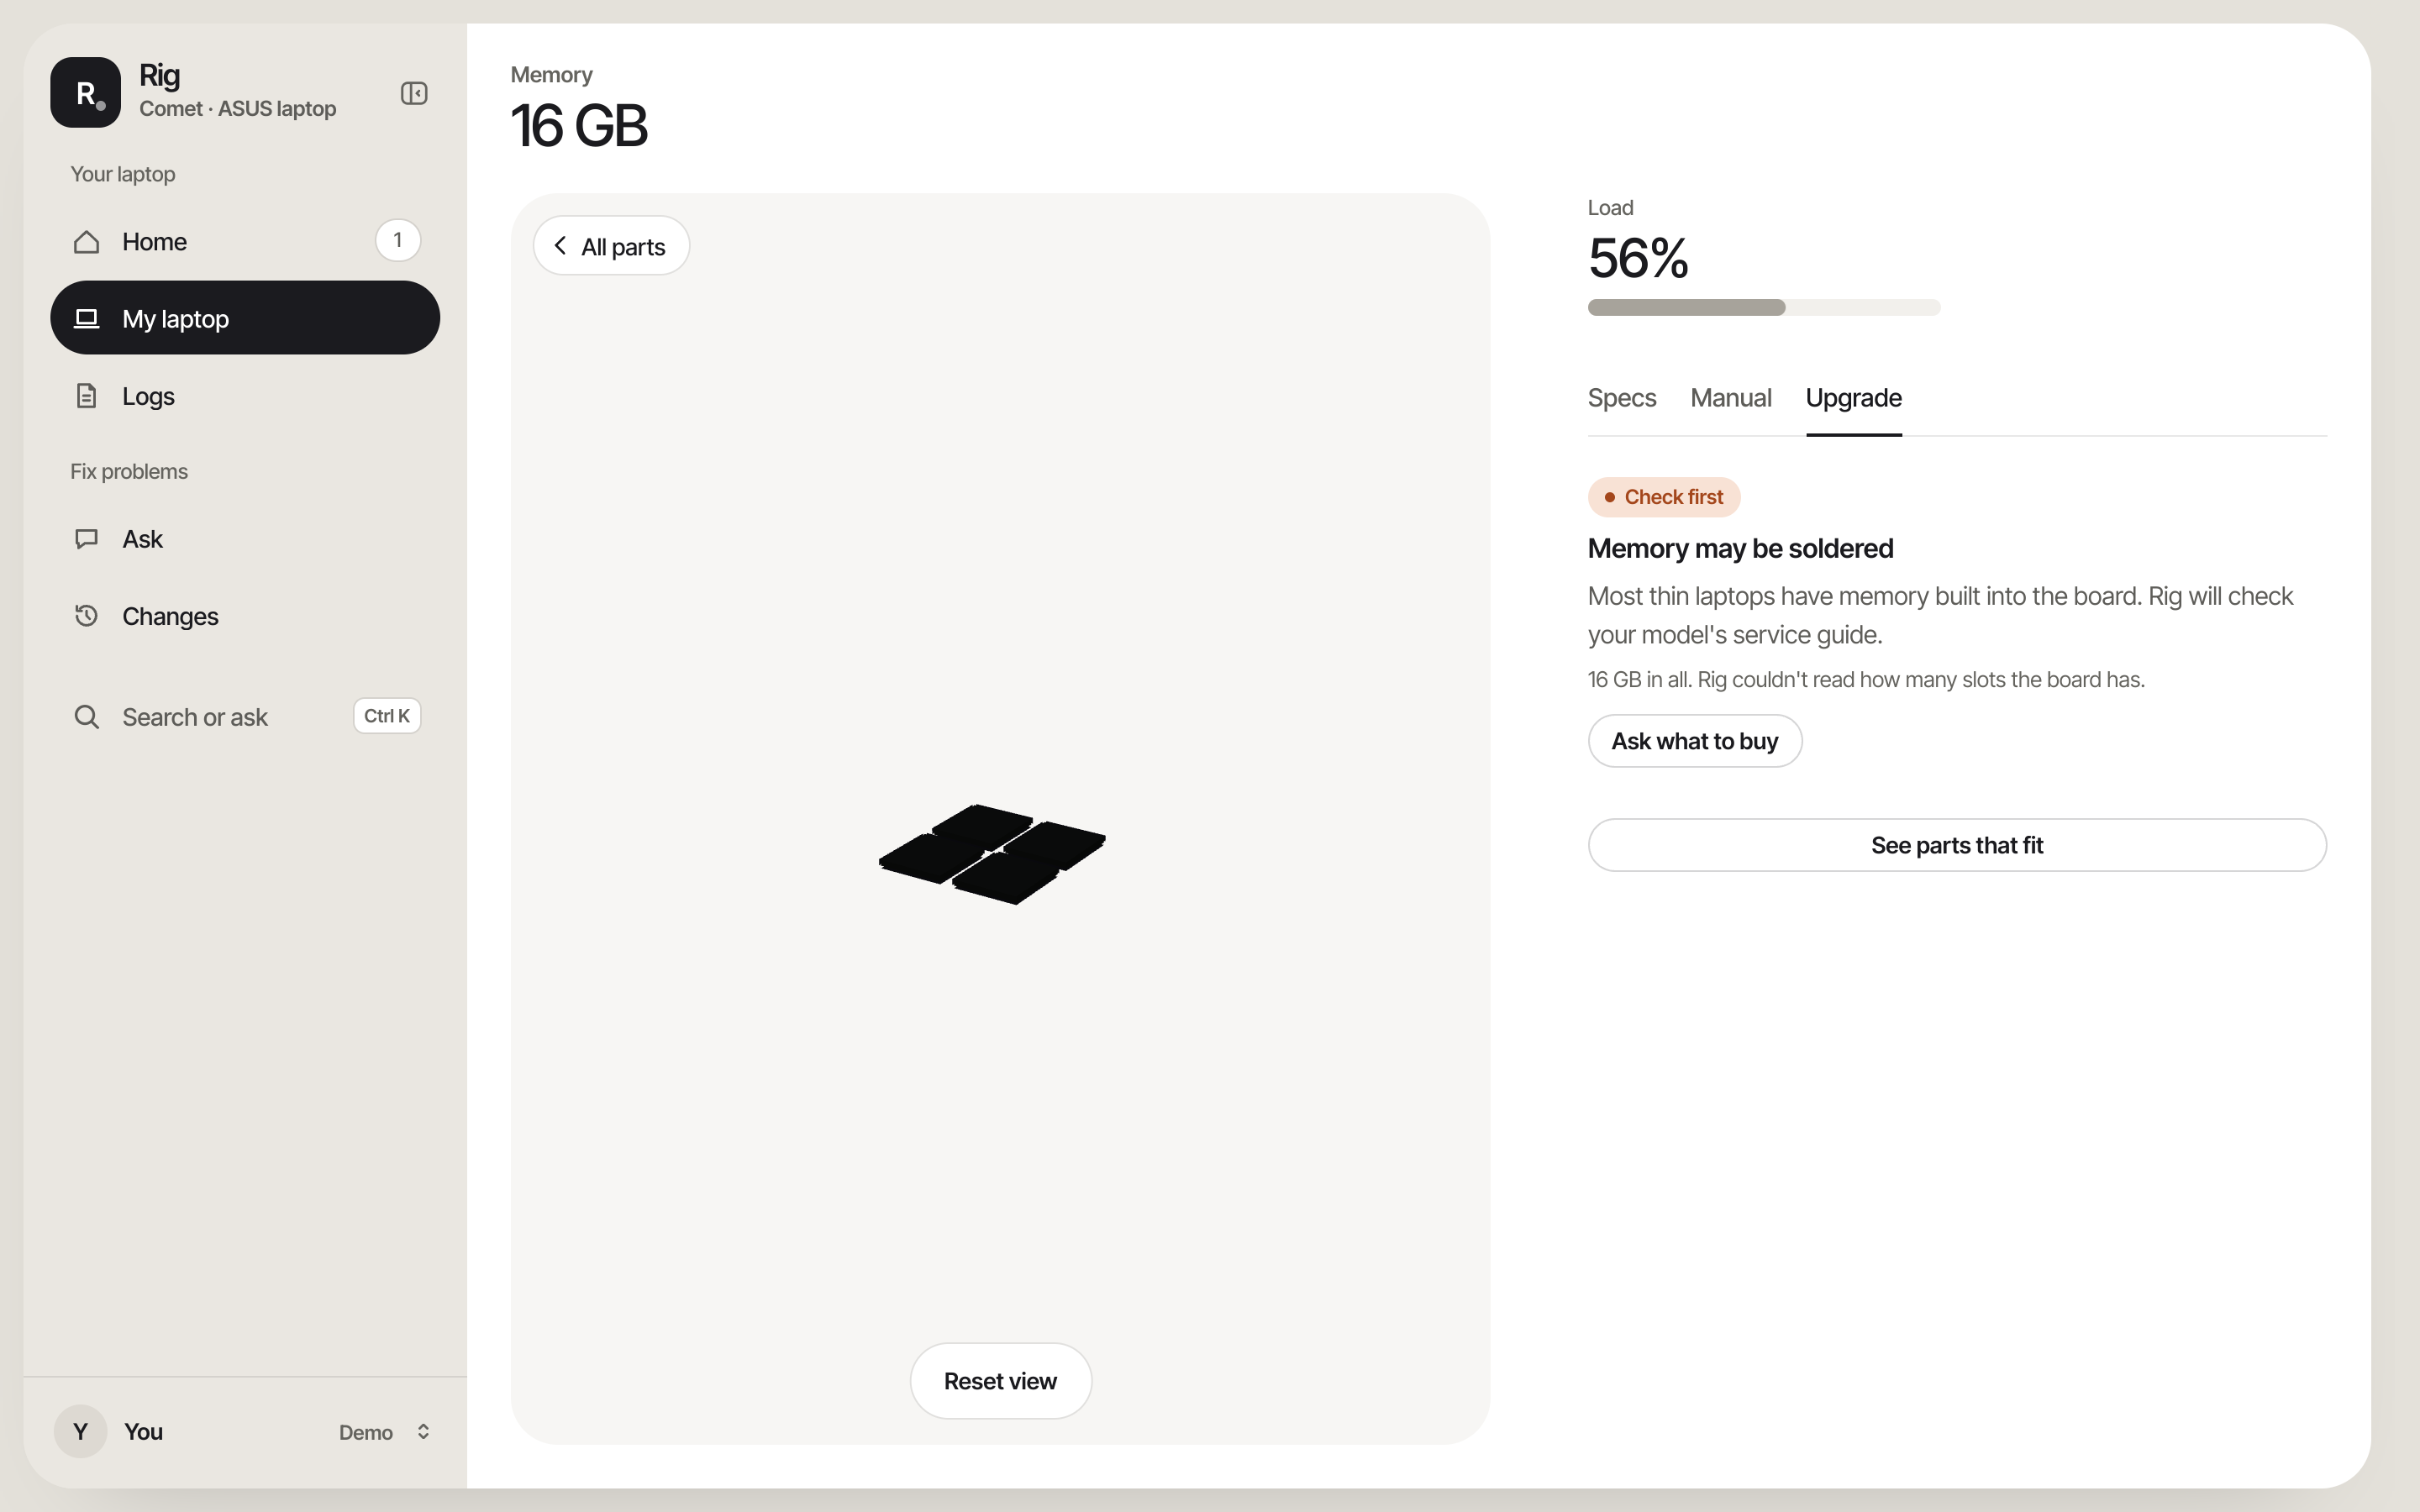 R.
Rig
Comet · ASUS laptop
Your laptop
Home
1
My laptop
Logs
Fix problems
Ask
Changes
Search or ask
Ctrl K
Y
You
Demo
Memory
16 GB
All parts
Reset view
Load
56%
Specs
Manual
Upgrade
Check first
Memory may be soldered
Most thin laptops have memory built into the board. Rig will check
your model's service guide.
16 GB in all. Rig couldn't read how many slots the board has.
Ask what to buy
See parts that fit